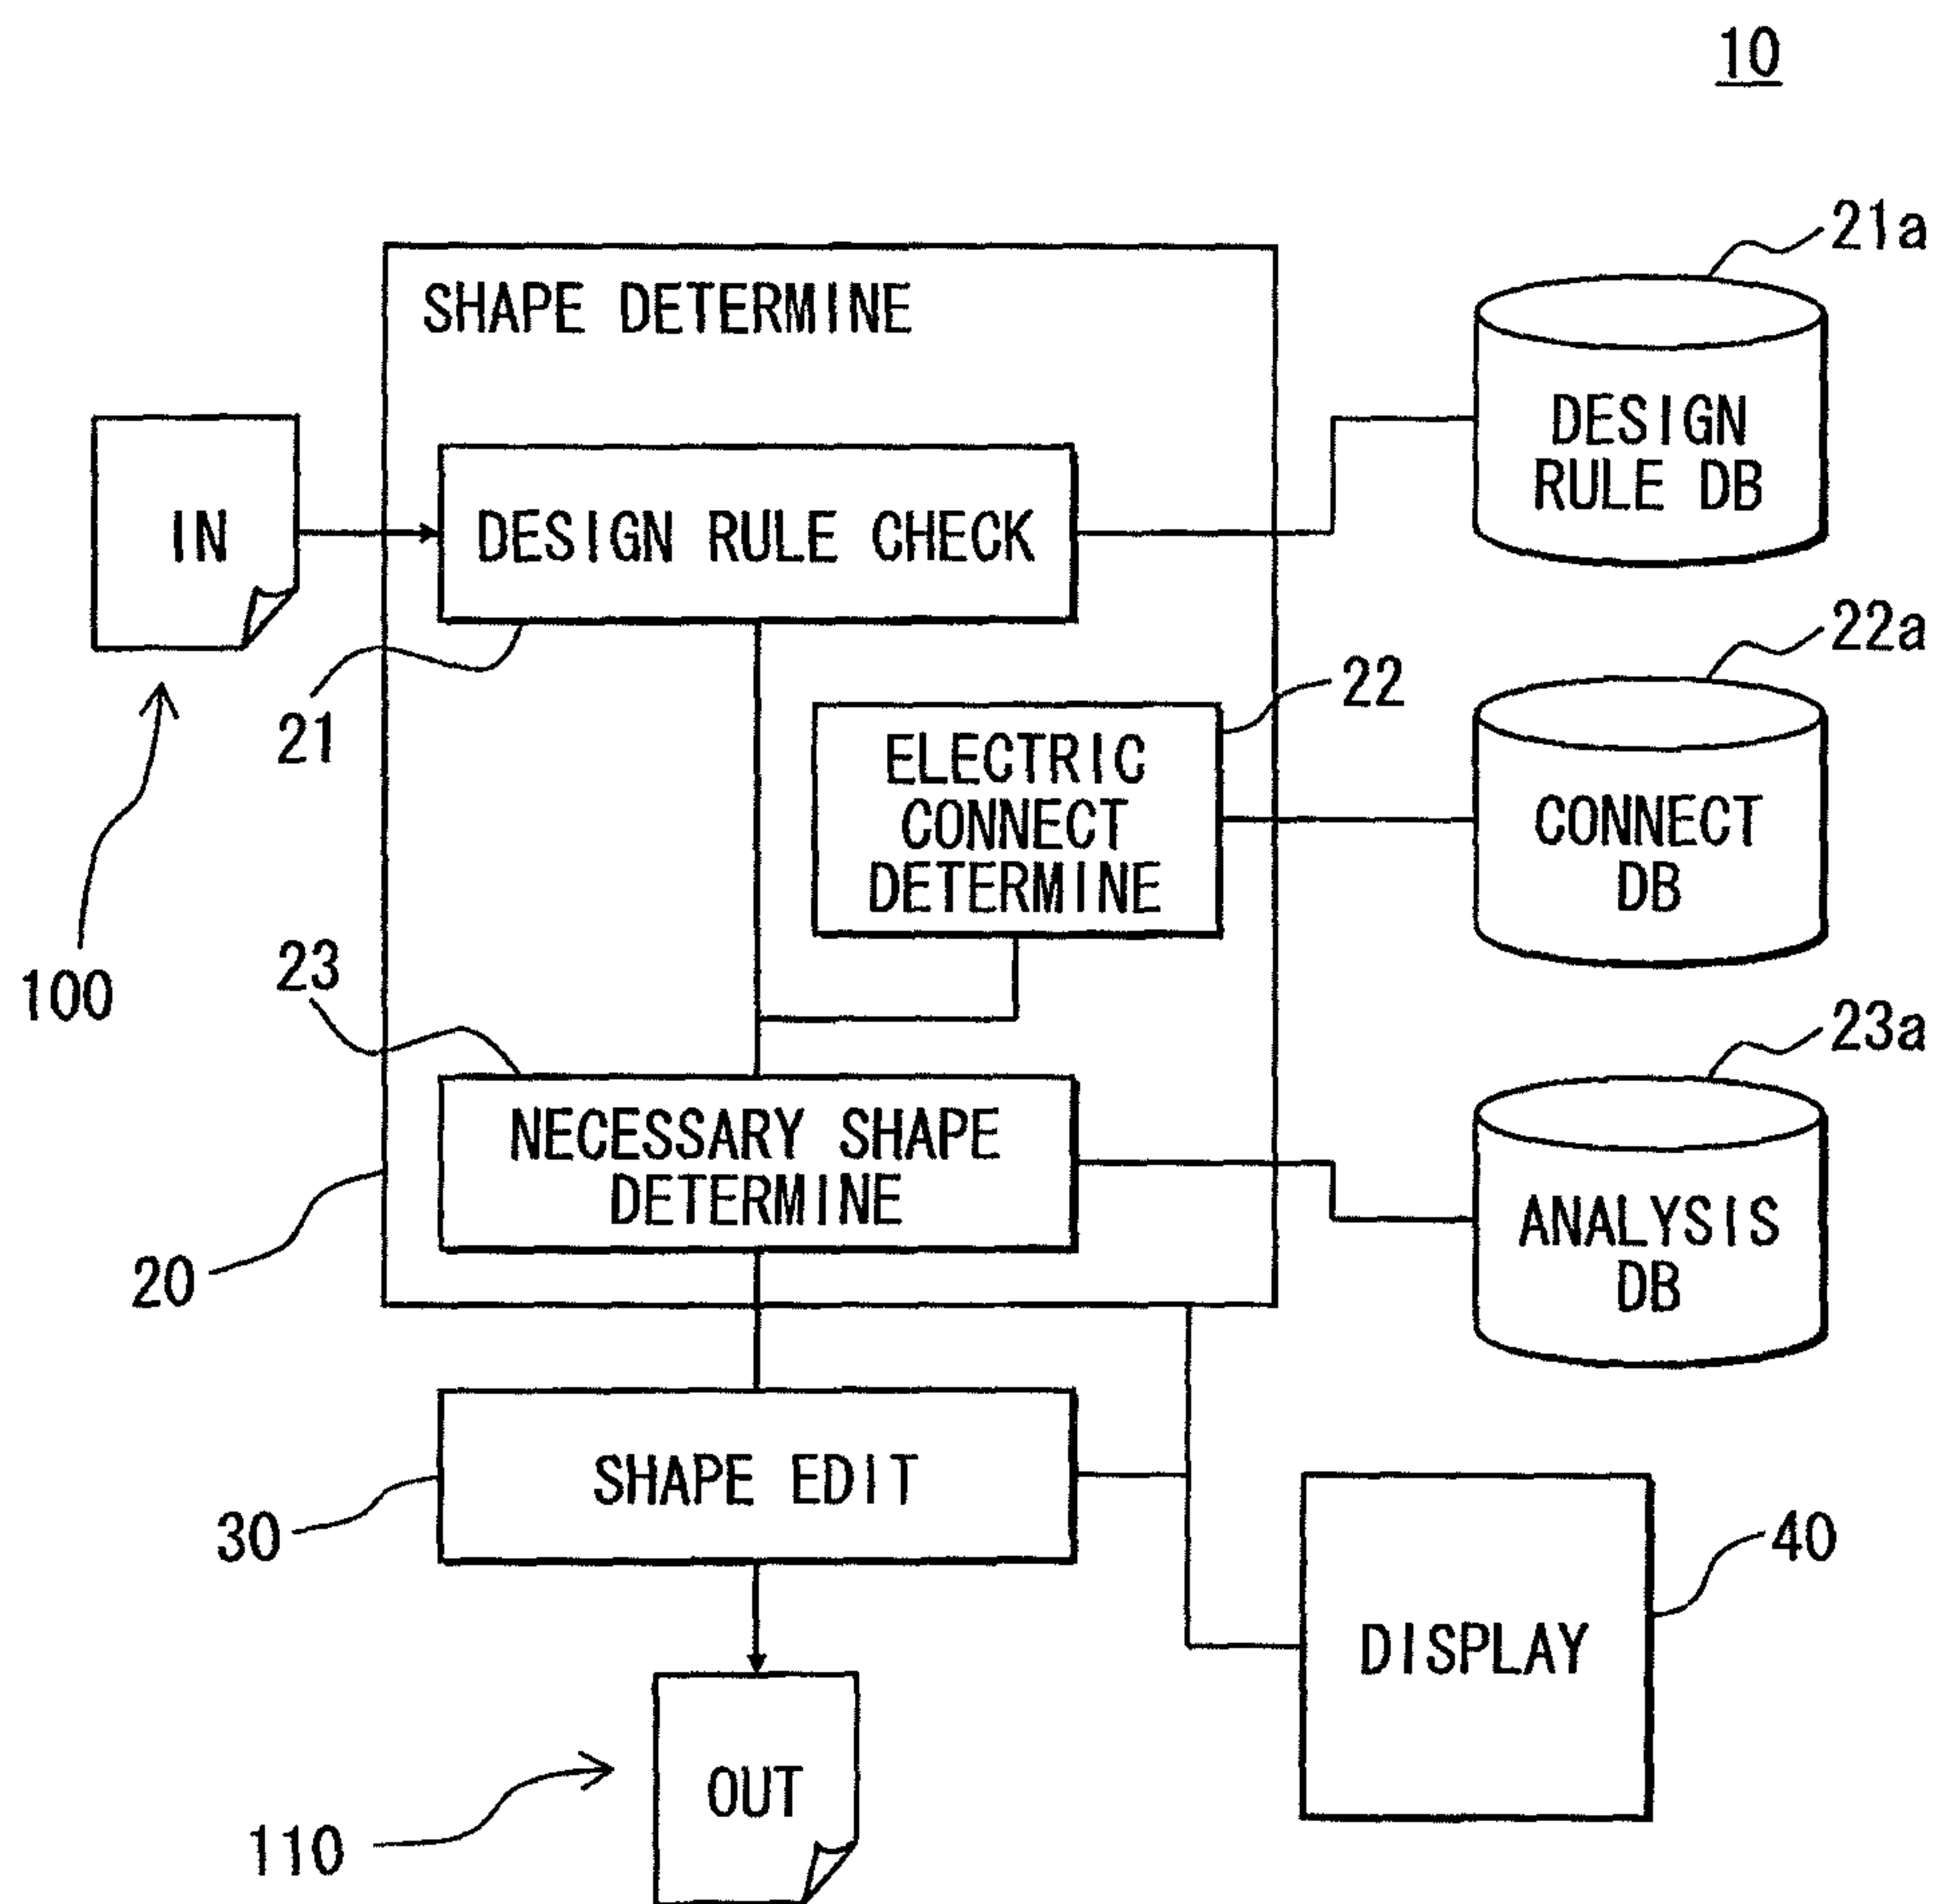 10
21a
SHAPE DETERMINE
DESIGN
RULE DB
IN
DESIGN RULE CHECK
22a
22
21
ELECTRIC
CONNECT
DETERMINE
CONNECT
DB
23
100
23a
NECESSARY SHAPE
DETERMINE
ANALYSIS
DB
20
SHAPE EDIT
30
40
DISPLAY
OUT
110